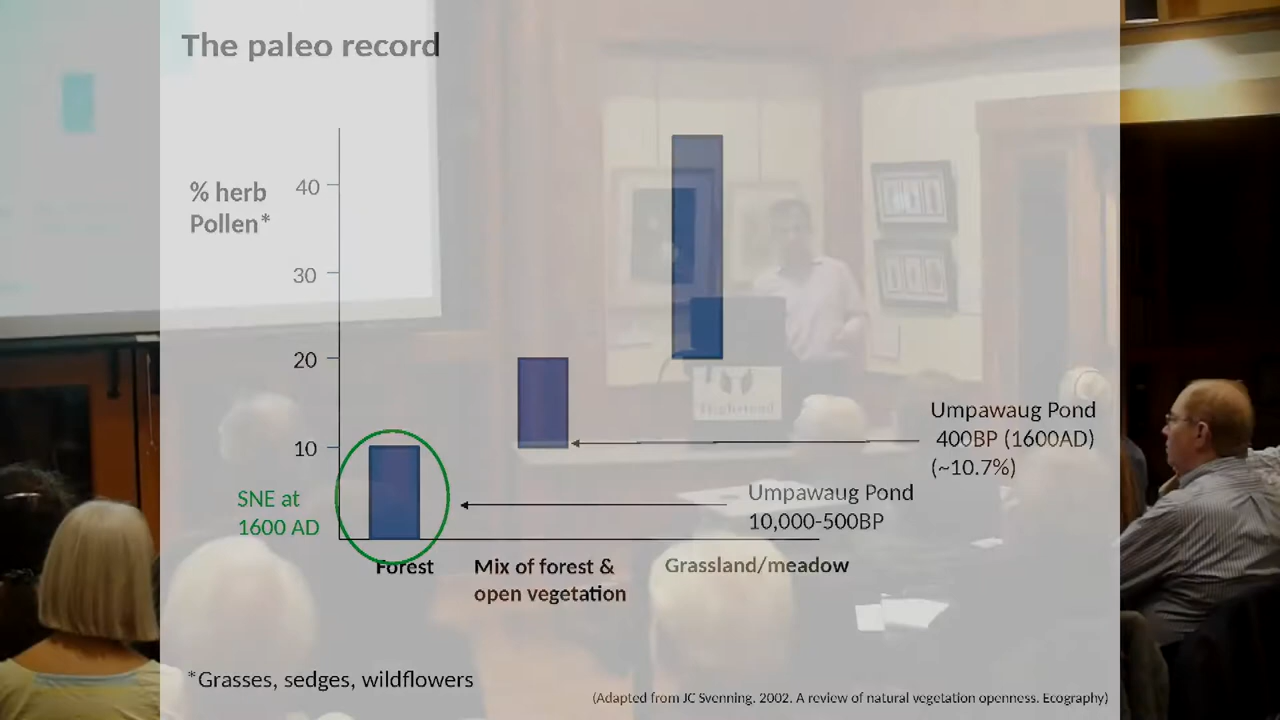 The paleo record
% herb
Pollen*
40
30
20
10
SNE at
1600 AD
Umpawaug Pond
400BP (1600AD)
(~10.7%)
Umpawaug Pond
10,000-500BP
Forest
Mix of forest &
open vegetation
Grassland/meadow
Highstead
*Grasses, sedges, wildflowers
(Adapted from JC Svenning. 2002. A review of natural vegetation openness. Ecography)